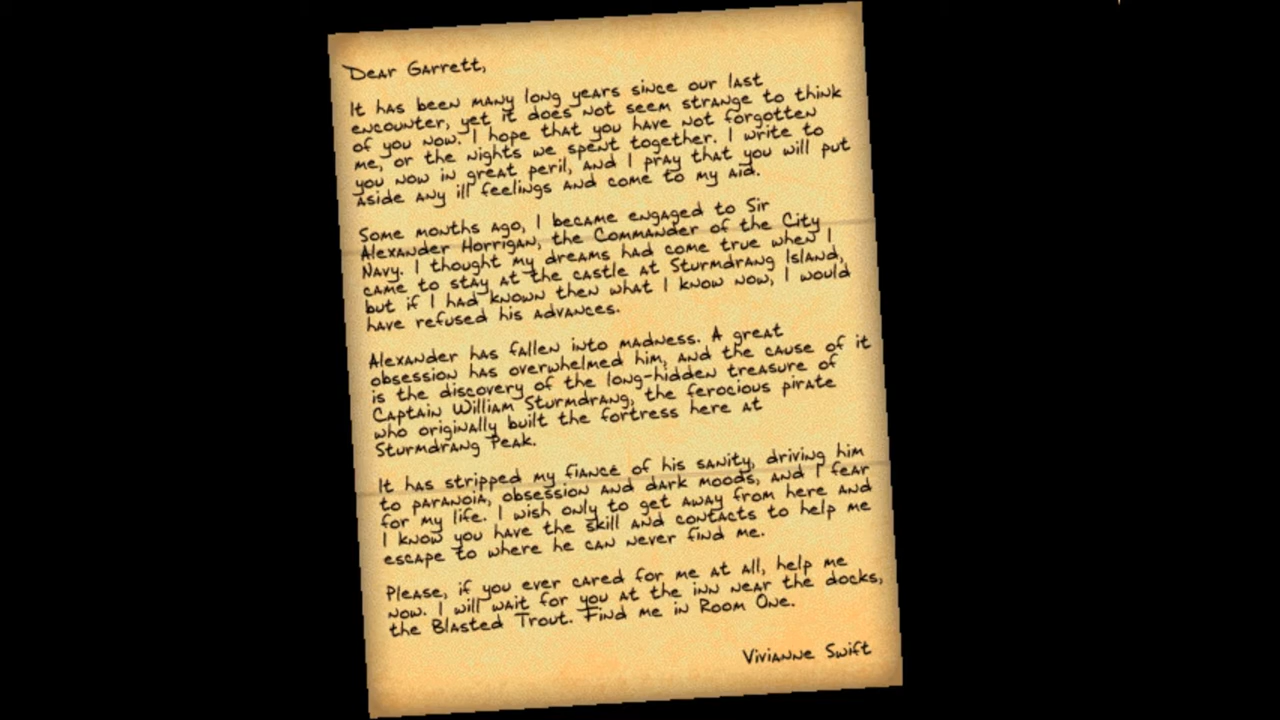 Dear Garrett,
It has been many long years since our last
encounter, yet it does not seem strange to think
of you now. I hope that you have not forgotten
me, or the nights we spent together. I write to
you now in great peril, and I pray that you will put
aside any ill feelings and come to my aid.
Some months ago, I became engaged to Sir
Alexander Horrigan, the Commander of the City
Navy. I thought my dreams had come true when I
came to stay at the castle at Sturmdrang Island,
but if I had known then what I know now, I would
have refused his advances.
Alexander has fallen into madness. A great
obsession has overwhelmed him, and the cause of it
is the discovery of the long-hidden treasure of
Captain William Sturmdrang, the ferocious pirate
who originally built the fortress here at
Sturmdrang Peak.
It has stripped my fiancé of his sanity, driving him
to paranoia, obsession and dark moods, and I fear
for my life. I wish only to get away from here and
I know you have the skill and contacts to help me
escape to where he can never find me.
Please, if you ever cared for me at all, help me
now. I will wait for you at the inn near the docks,
the Blasted Trout. Find me in Room One.
Vivianne Swift